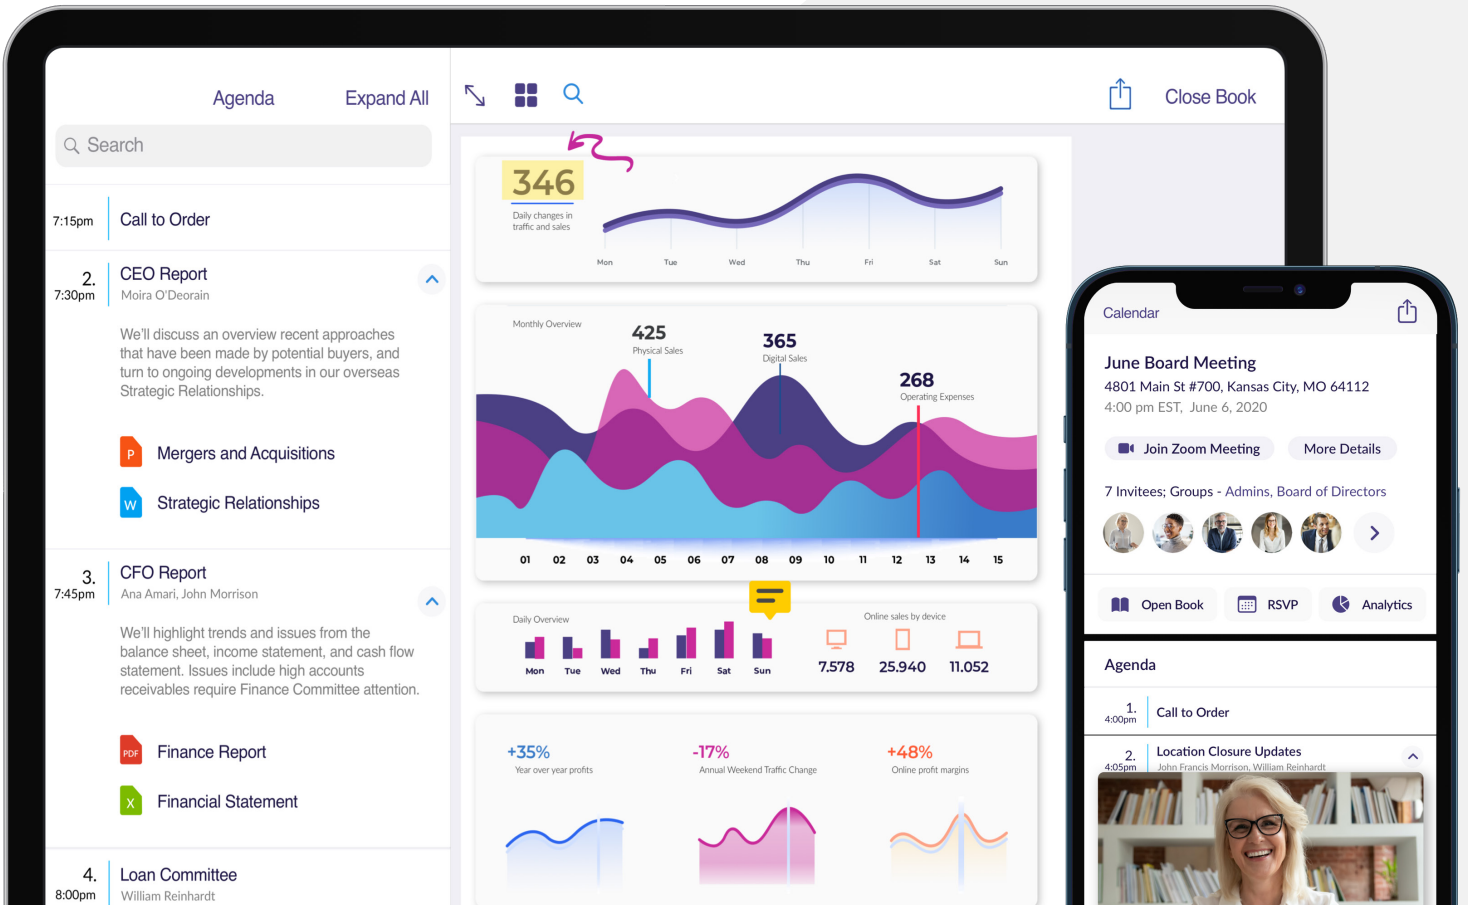 Agenda
Expand All
Search
7:15pm
Call to Order
2.
7:30pm
CEO Report
Moira O'Deorain
We'll discuss an overview recent approaches
that have been made by potential buyers, and
turn to ongoing developments in our overseas
Strategic Relationships.
P
Mergers and Acquisitions
W
Strategic Relationships
3.
7:45pm
CFO Report
Ana Amari, John Morrison
We'll highlight trends and issues from the
balance sheet, income statement, and cash flow
statement. Issues include high accounts
receivables require Finance Committee attention.
PDF
Finance Report
X
Financial Statement
4.
8:00pm
Loan Committee
William Reinhardt
Close Book
346
Daily changes in
traffic and sales
Mon Tue Wed Thu Fri Sat Sun
Monthly Overview
425
Physical Sales
365
Digital Sales
268
Operating Expenses
01 02 03 04 05 06 07 08 09 10 11 12 13 14 15
Daily Overview
Mon Tue Wed Thu Fri Sat Sun
Online sales by device
7.578 25.940 11.052
+35%
Year over year profits
-17%
Annual Weekend Traffic Change
+48%
Online profit margins
Calendar
June Board Meeting
4801 Main St #700, Kansas City, MO 64112
4:00 pm EST, June 6, 2020
Join Zoom Meeting
More Details
7 Invitees; Groups - Admins, Board of Directors
Open Book
RSVP
Analytics
Agenda
1.
4:00pm
Call to Order
2.
4:05pm
Location Closure Updates
John Francis Morrison, William Reinhardt